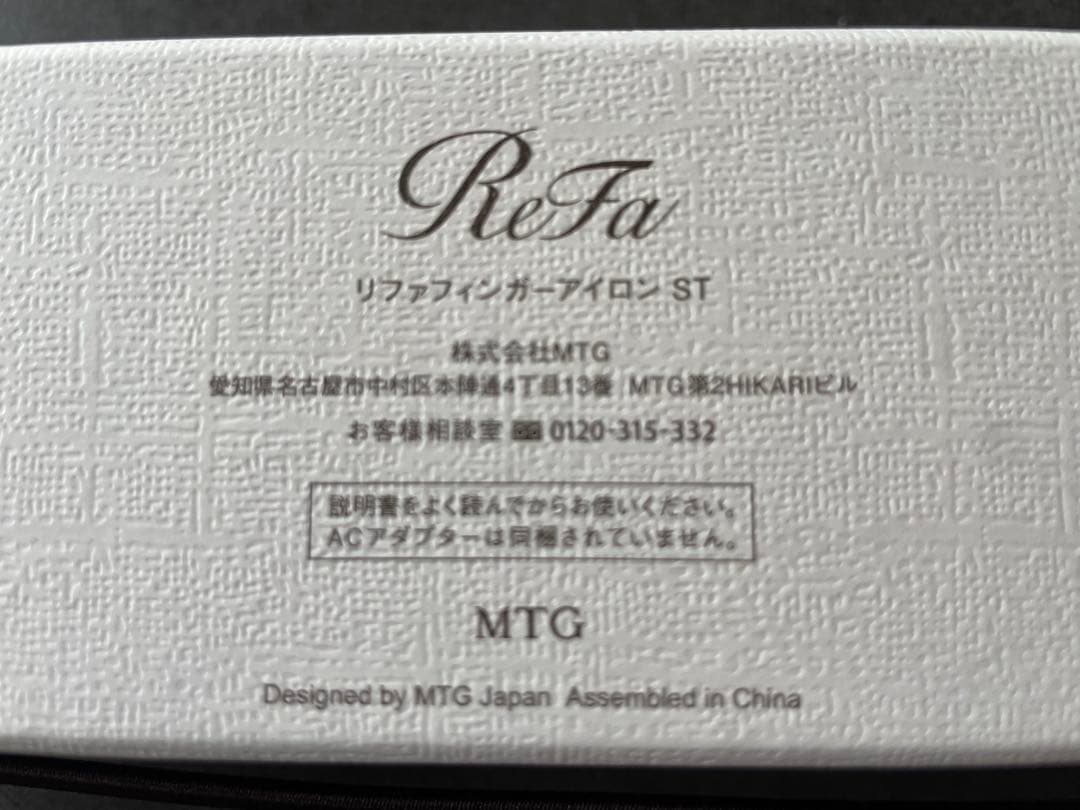 ReFa
リファフィンガーアイロン ST
株式会社MTG
愛知県名古屋市中村区本陣通4丁目13番 MTG第2HIKARIビル
お客様相談室 0120-315-332
説明書をよく読んでからお使いください。
ACアダプターは同梱されていません。
MTG
Designed by MTG Japan Assembled in China